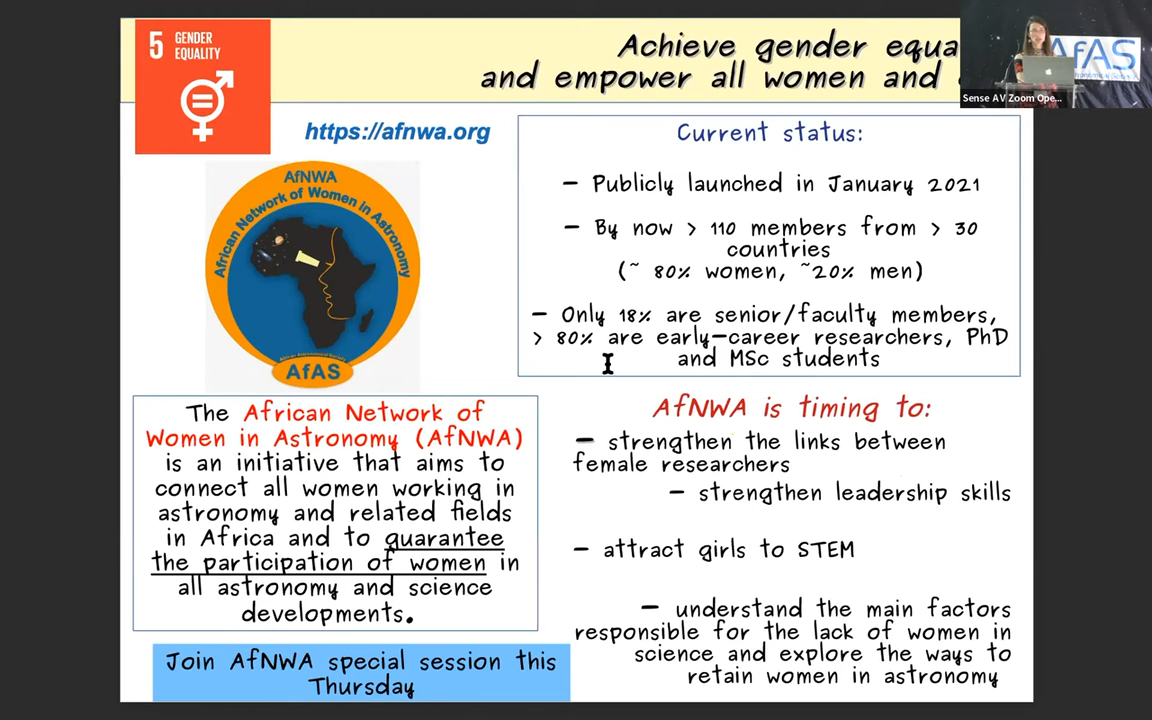 5 GENDER
EQUALITY
Achieve gender
and empower all women and
AfAS
Sense AV Zoom Ope...
https://afnwa.org
AfNWA
African Network of Women in Astronomy
African Astronomical Society
AfAS
Current status:
– Publicly launched in January 2021
– By now > 110 members from > 30
countries
(~ 80% women, ~20% men)
– Only 18% are senior/faculty members,
> 80% are early-career researchers, PhD
and MSc students
The African Network of
Women in Astronomy (AfNWA)
is an initiative that aims to
connect all women working in
astronomy and related fields
in Africa and to guarantee
the participation of women in
all astronomy and science
developments.
Join AfNWA special session this
Thursday
AfNWA is timing to:
– strengthen the links between
female researchers
– strengthen leadership skills
– attract girls to STEM
– understand the main factors
responsible for the lack of women in
science and explore the ways to
retain women in astronomy